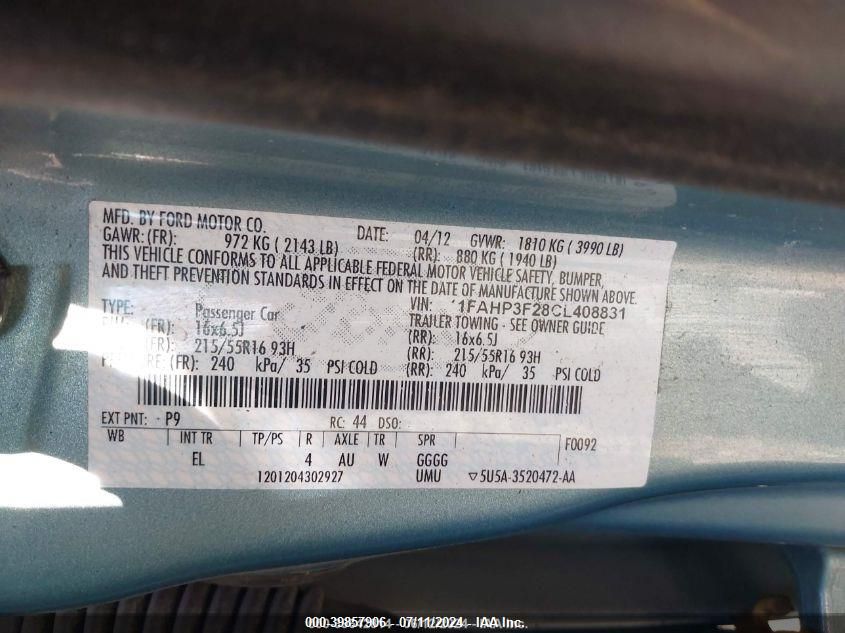 MFD. BY FORD MOTOR CO. DATE: 04/12 GVWR: 1810 KG ( 3990 LB)
GAWR: (FR): 972 KG ( 2143 LB) (RR): 880 KG ( 1940 LB)
THIS VEHICLE CONFORMS TO ALL APPLICABLE FEDERAL MOTOR VEHICLE SAFETY, BUMPER,
AND THEFT PREVENTION STANDARDS IN EFFECT ON THE DATE OF MANUFACTURE SHOWN ABOVE.
VIN: 1FAHP3F28CL408831
TYPE: Passenger Car TRAILER TOWING - SEE OWNER GUIDE
(FR): 16x6.5J (RR): 16x6.5J
(FR): 215/55R16 93H (RR): 215/55R16 93H
(FR): 240 kPa/ 35 PSI COLD (RR): 240 kPa/ 35 PSI COLD
EXT PNT: P9 RC: 44 DSO:
WB INT TR TP/PS R AXLE TR SPR F0092
EL 4 AU W GGGG
1201204302927 UMU ▽5U5A-3520472-AA
000-39857906 - 07/11/2024 - IAA Inc.